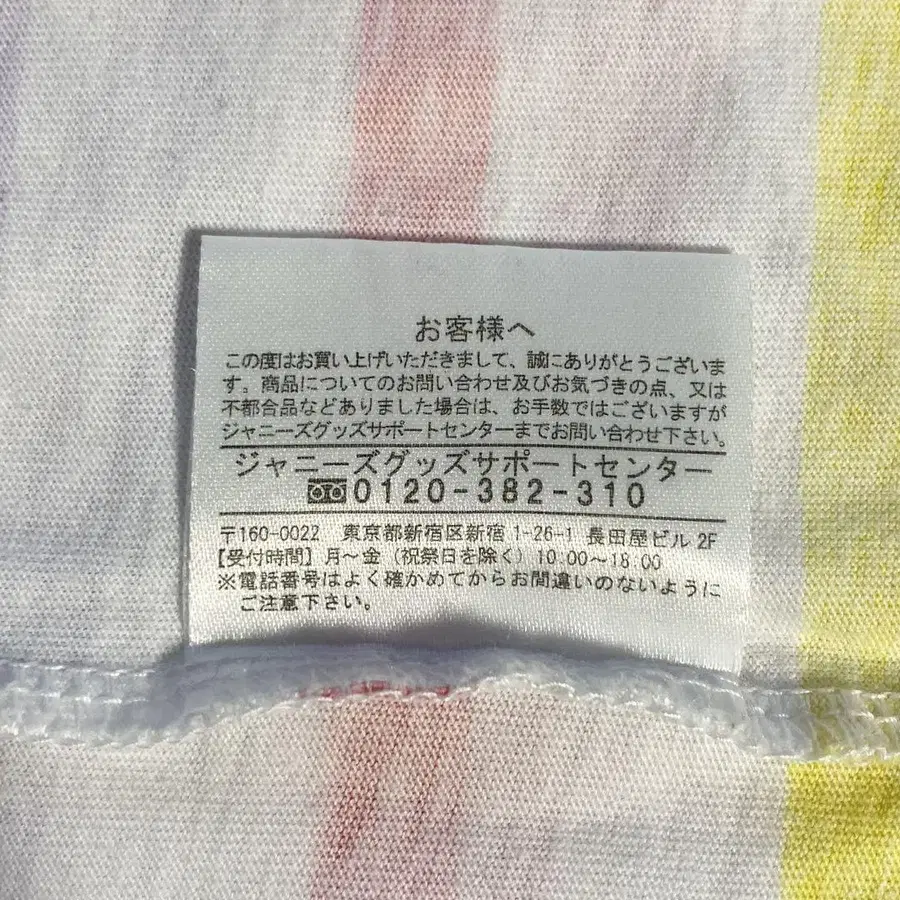 お客様へ
この度はお買い上げいただきまして、誠にありがとうございま
す。商品についてのお問い合わせ及びお気づきの点、又は
不都合品などありました場合は、お手数ではございますが
ジャニーズグッズサポートセンターまでお問い合わせ下さい。
ジャニーズグッズサポートセンター
0120-382-310
〒160-0022 東京都新宿区新宿 1-26-1 長田屋ビル 2F
【受付時間】月～金（祝祭日を除く）10:00～18:00
※電話番号はよく確かめてからお間違いのないように
ご注意下さい。